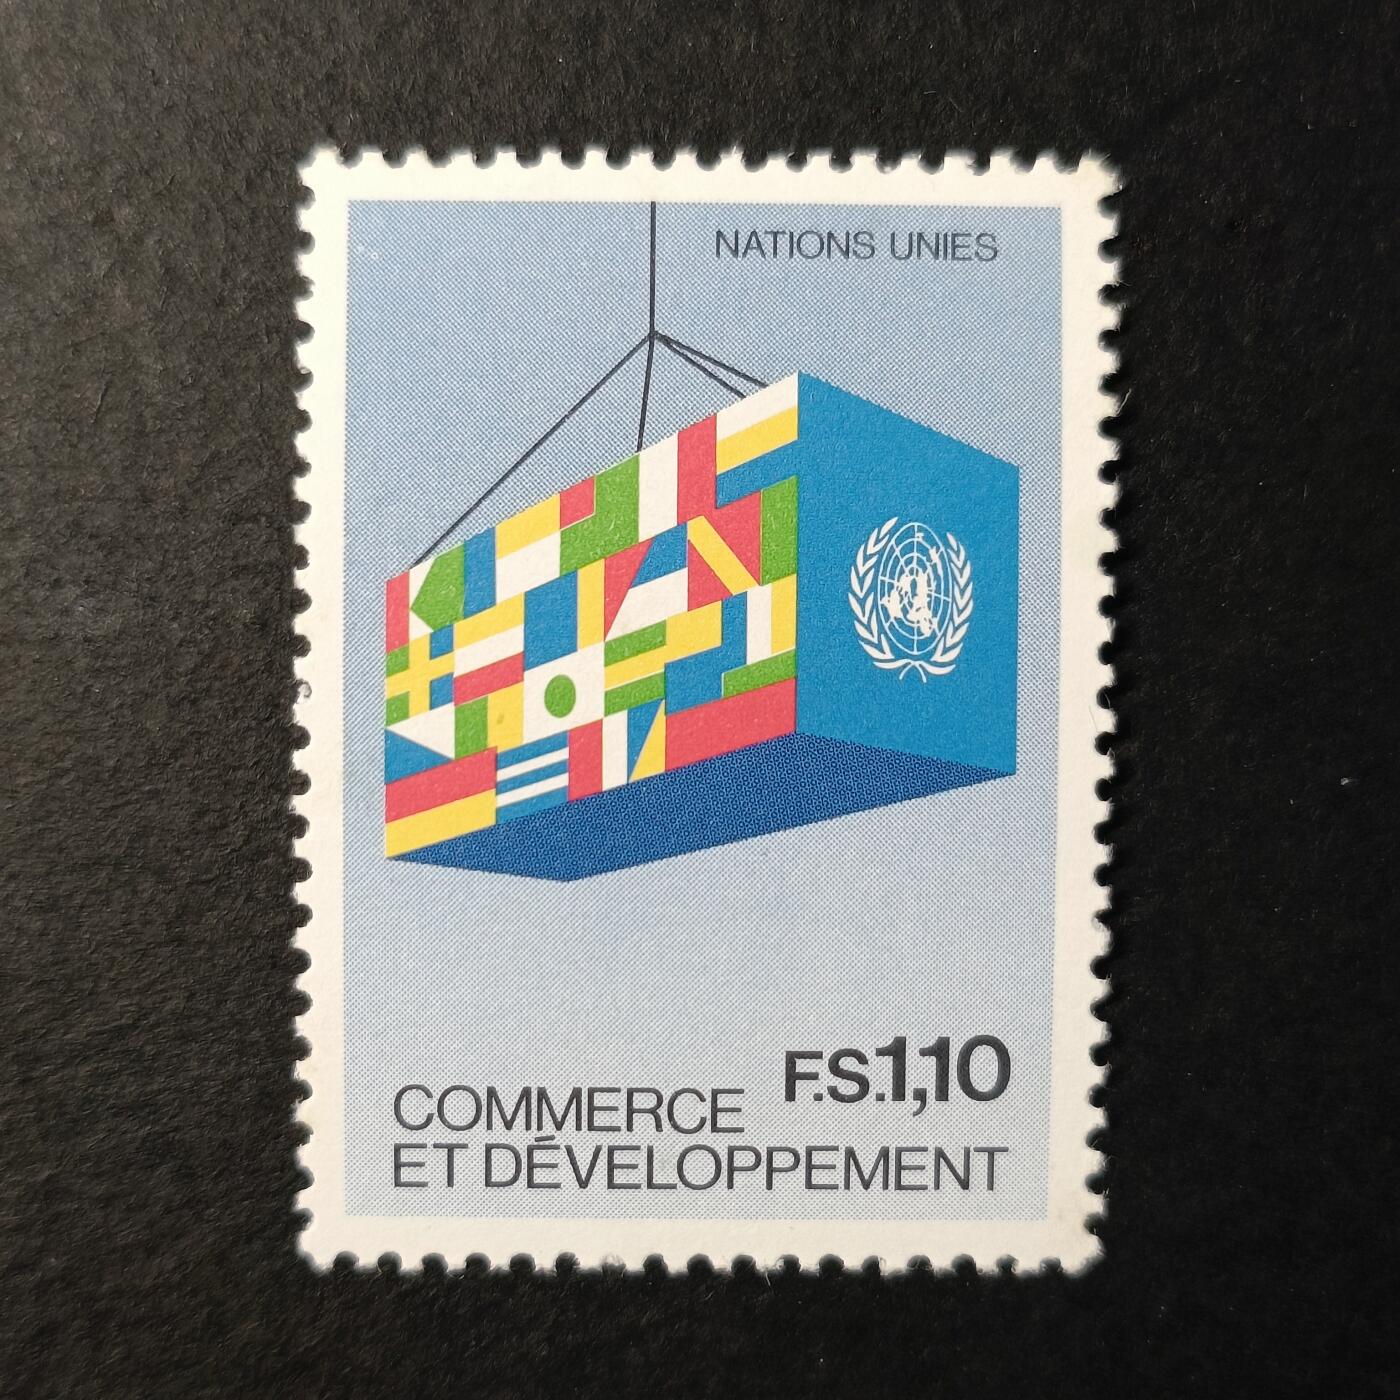 NATIONS UNIES
F.S.1,10
COMMERCE
ET DÉVELOPPEMENT